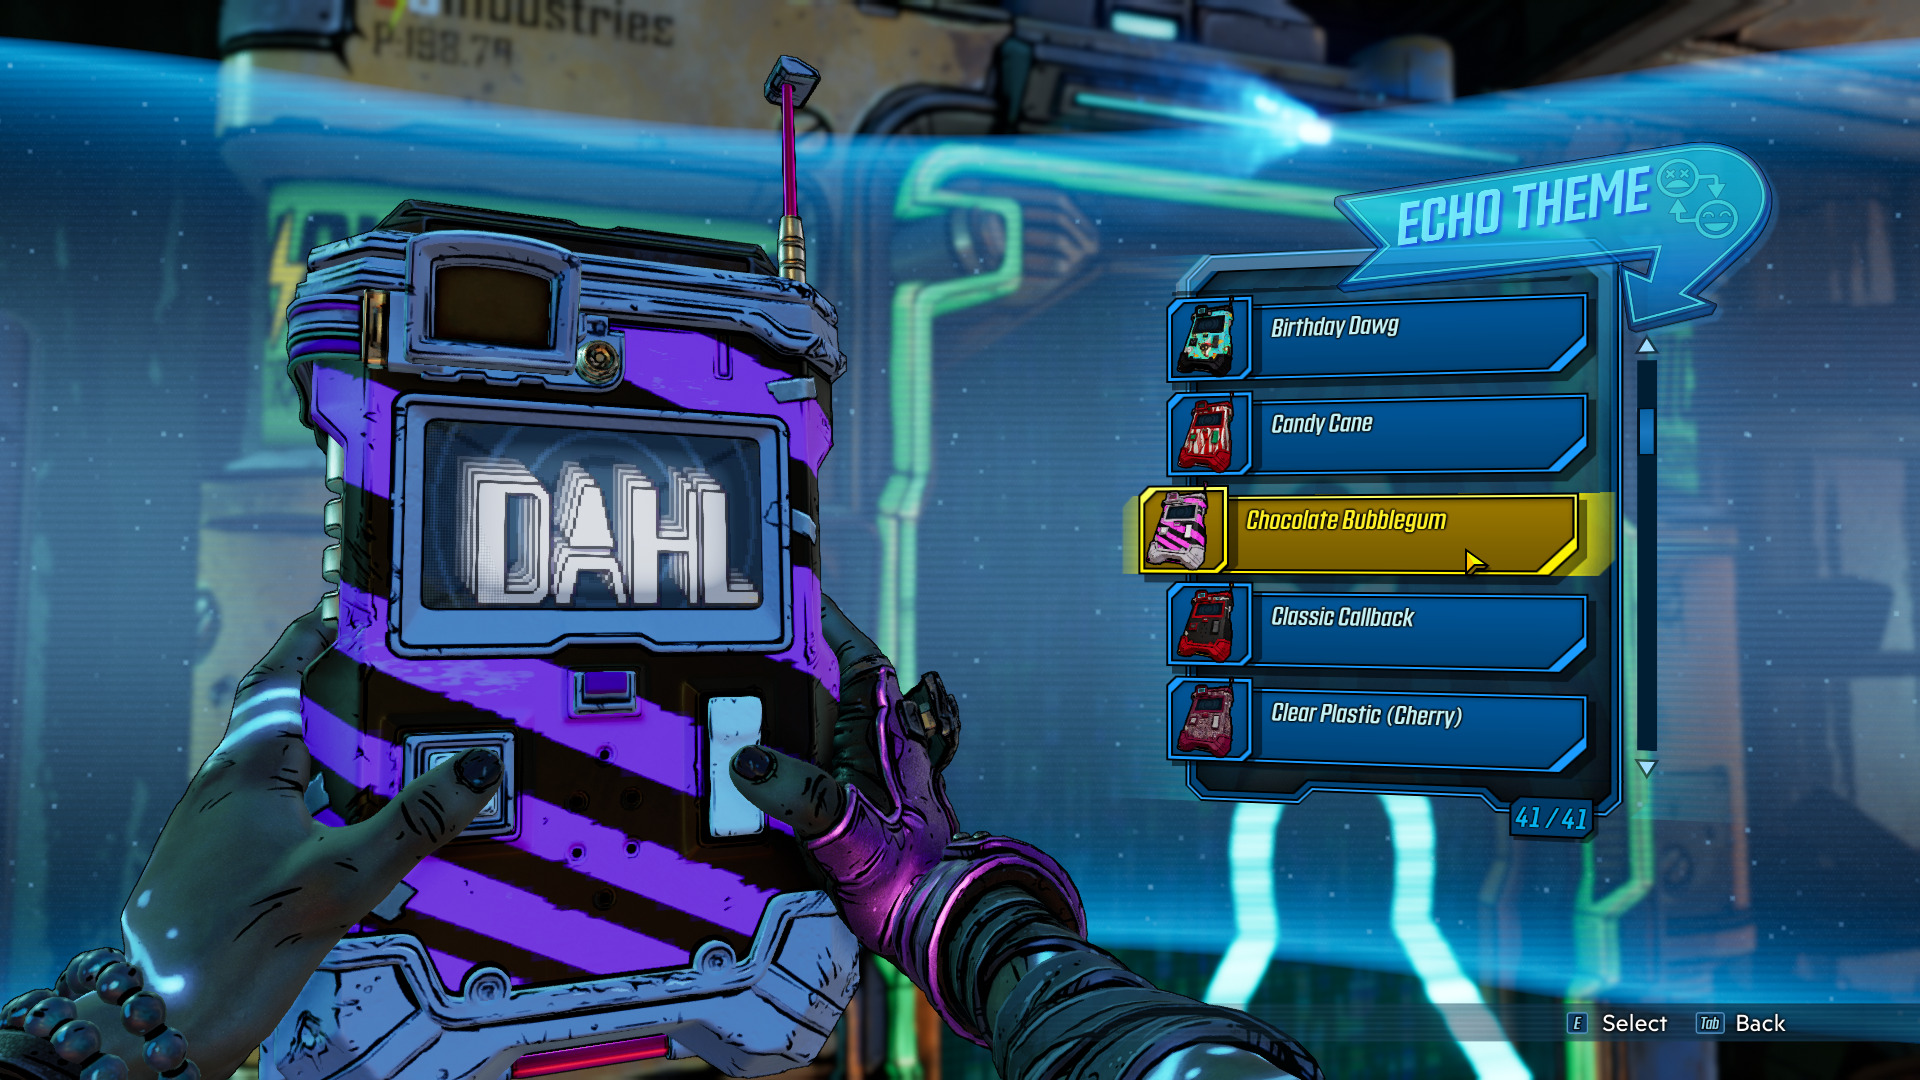 Industries
P-198.79
DAHL
ECHO THEME
Birthday Dawg
Candy Cane
Chocolate Bubblegum
Classic Callback
Clear Plastic (Cherry)
41/41
E Select Tab Back